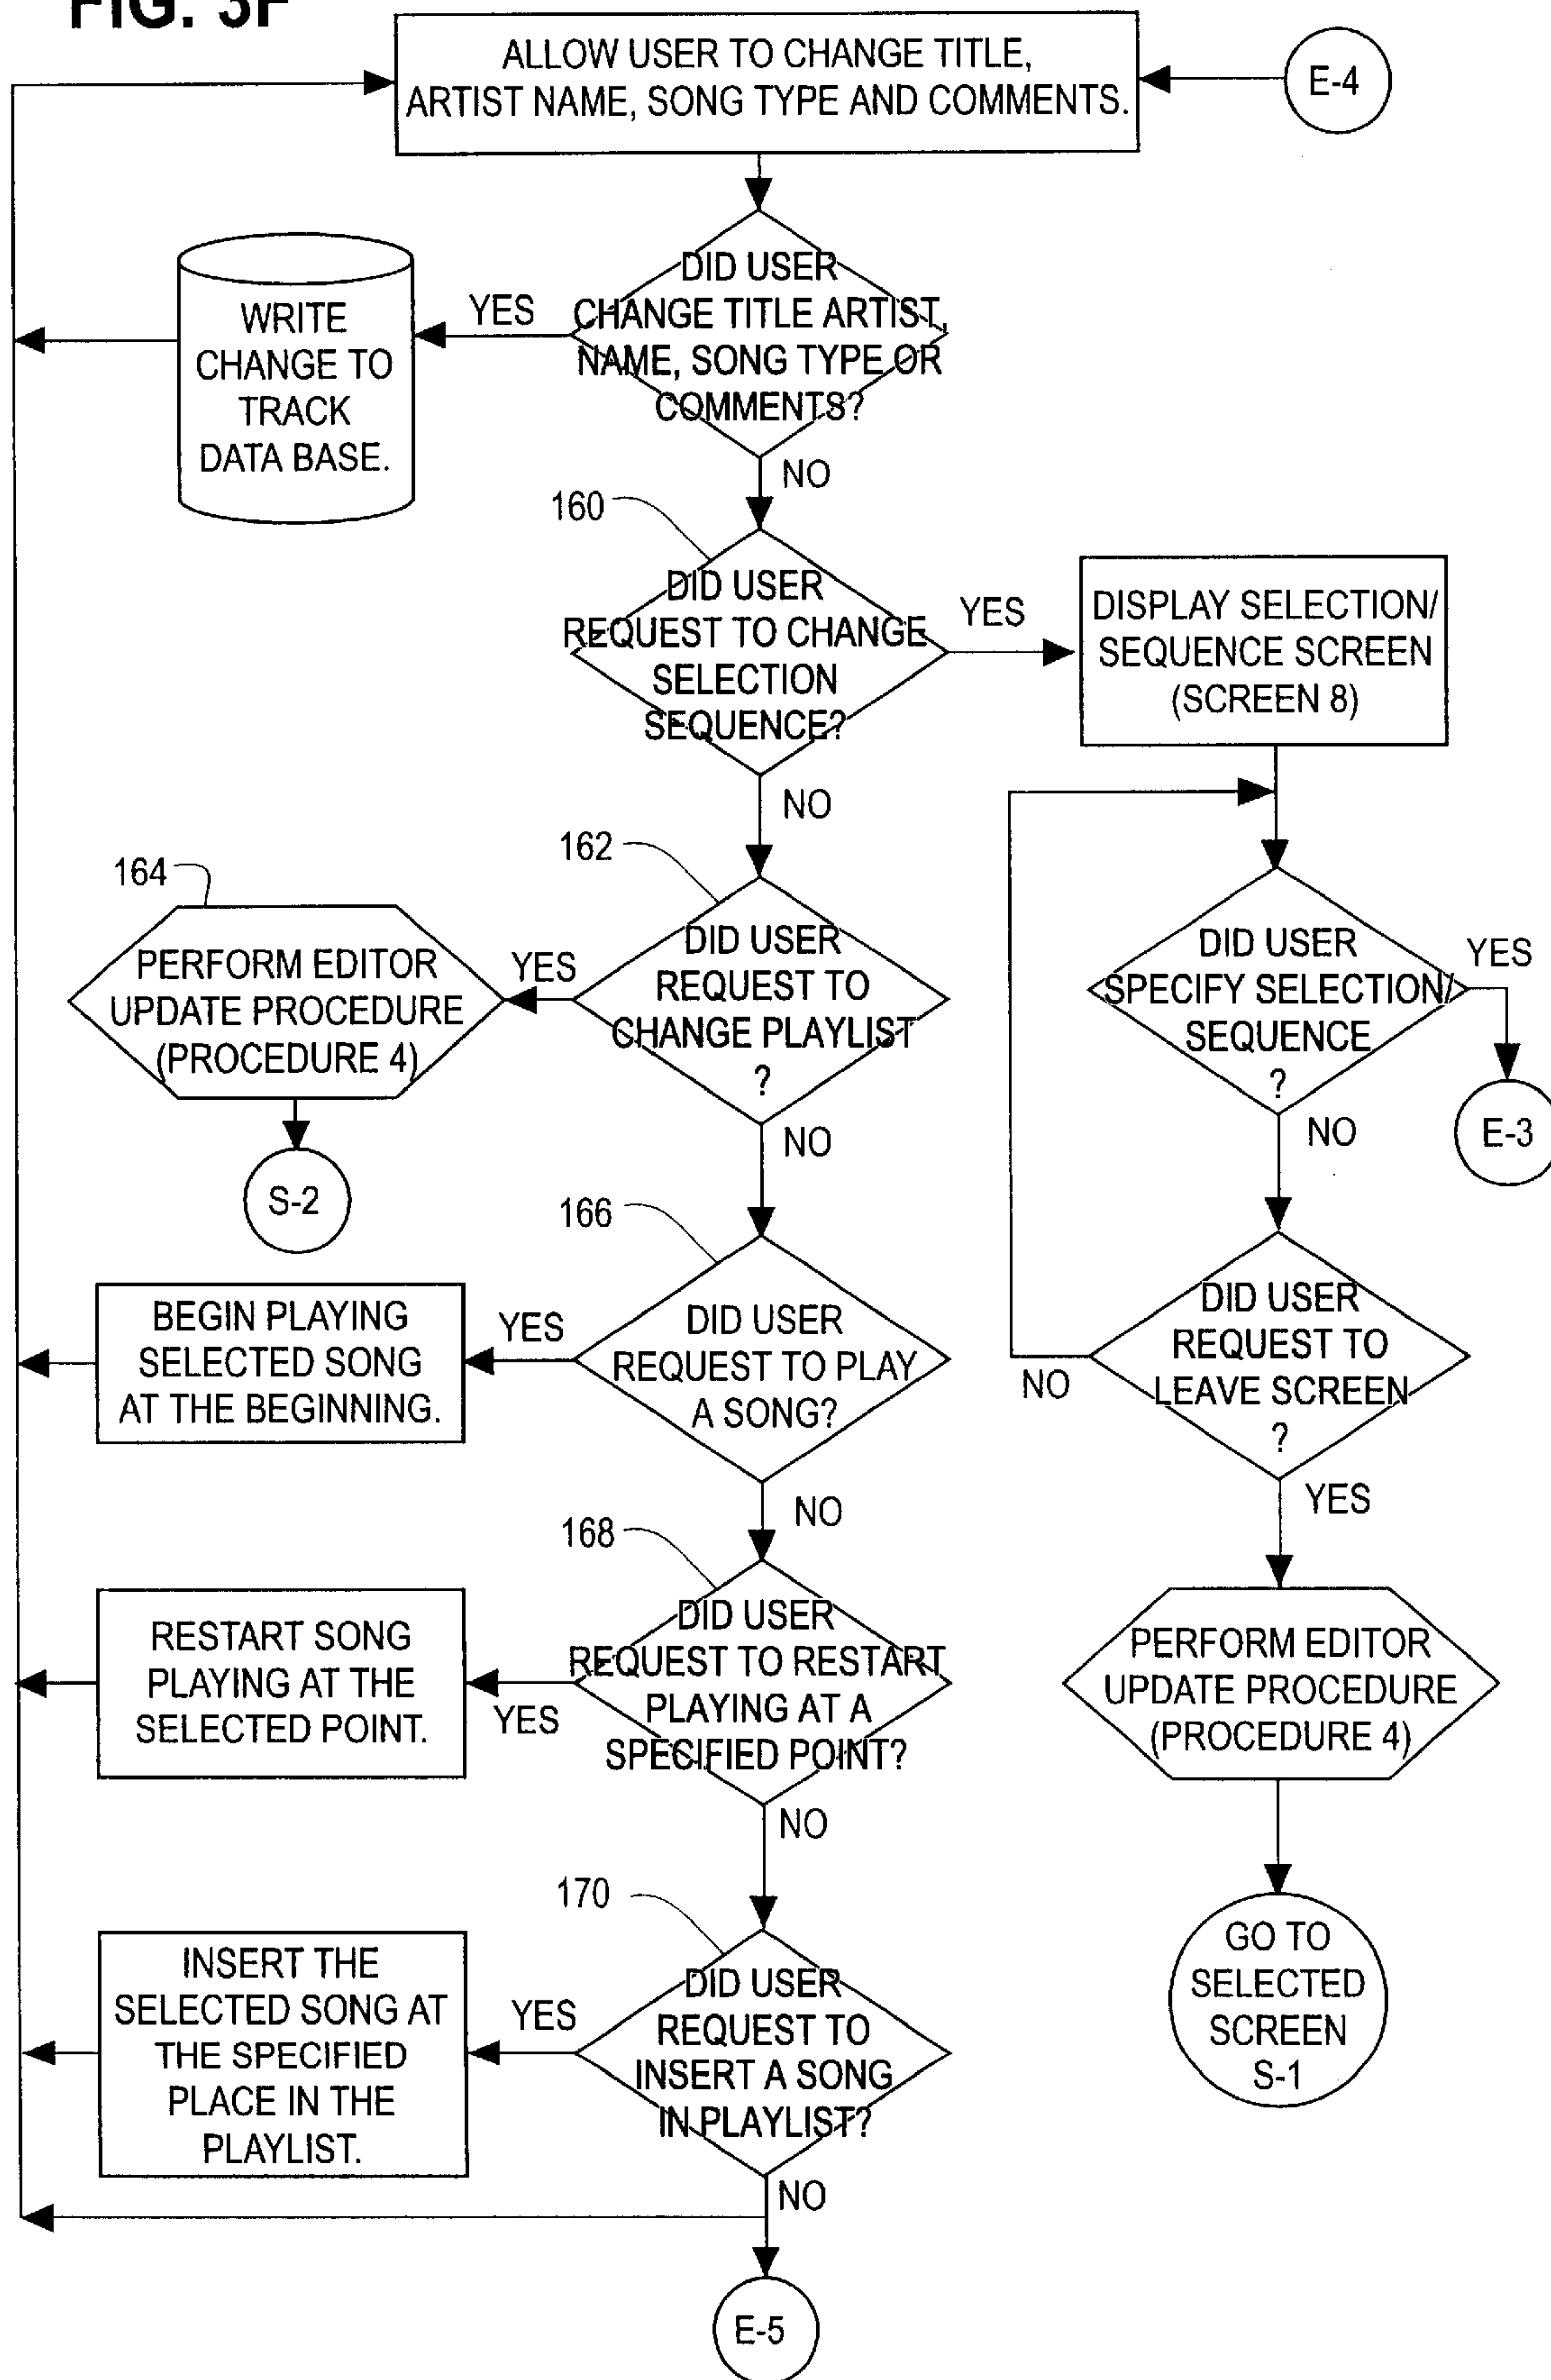 FIG. 3F
ALLOW USER TO CHANGE TITLE,
ARTIST NAME, SONG TYPE AND COMMENTS.
E-4
DID USER
CHANGE TITLE ARTIST,
NAME, SONG TYPE OR
COMMENTS?
YES
WRITE
CHANGE TO
TRACK
DATA BASE.
NO
160
DID USER
REQUEST TO CHANGE
SELECTION
SEQUENCE?
YES
DISPLAY SELECTION/
SEQUENCE SCREEN
(SCREEN 8)
NO
162
DID USER
REQUEST TO
CHANGE PLAYLIST
?
YES
164
PERFORM EDITOR
UPDATE PROCEDURE
(PROCEDURE 4)
S-2
NO
DID USER
SPECIFY SELECTION/
SEQUENCE
?
YES
E-3
NO
166
DID USER
REQUEST TO PLAY
A SONG?
YES
BEGIN PLAYING
SELECTED SONG
AT THE BEGINNING.
NO
DID USER
REQUEST TO
LEAVE SCREEN
?
NO
YES
168
DID USER
REQUEST TO RESTART
PLAYING AT A
SPECIFIED POINT?
YES
RESTART SONG
PLAYING AT THE
SELECTED POINT.
NO
PERFORM EDITOR
UPDATE PROCEDURE
(PROCEDURE 4)
170
DID USER
REQUEST TO
INSERT A SONG
IN PLAYLIST?
YES
INSERT THE
SELECTED SONG AT
THE SPECIFIED
PLACE IN THE
PLAYLIST.
NO
GO TO
SELECTED
SCREEN
S-1
E-5